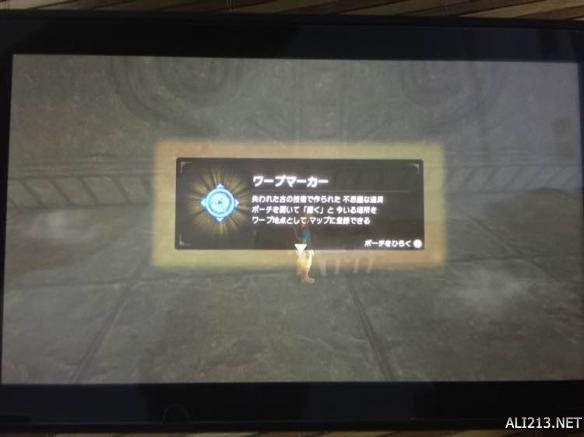 ワープマーカー
失われた古の技術で作られた 不思議な道具
ポーチを開いて「置く」と 今いる場所を
ワープ地点として マップに登録できる
ポーチをひらく
ALI213.NET